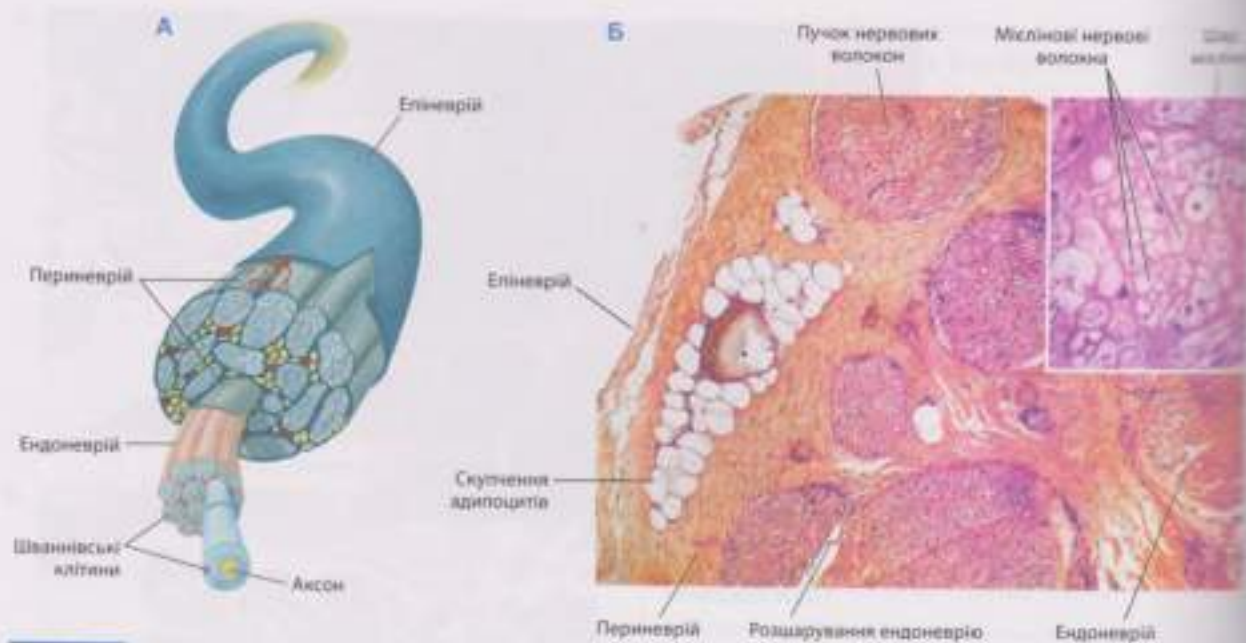 А
Епіневрій
Периневрій
Ендоневрій
Шваннівські
клітини
Аксон
Б
Пучок нервових
волокон
Мієлінові нервові
волокна
Епіневрій
Скупчення
адипоцитів
Периневрій
Розшарування ендоневрію
Ендоневрій